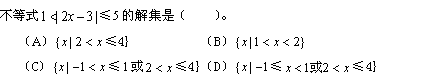 不等式1<|2x-3|≤5的解集是（　　）。
（A）{x|2<x≤4}　（B）{x|1<x<2}
（C）{x|-1<x≤1或2<x≤4}（D）{x|-1≤x<1或2<x≤4}